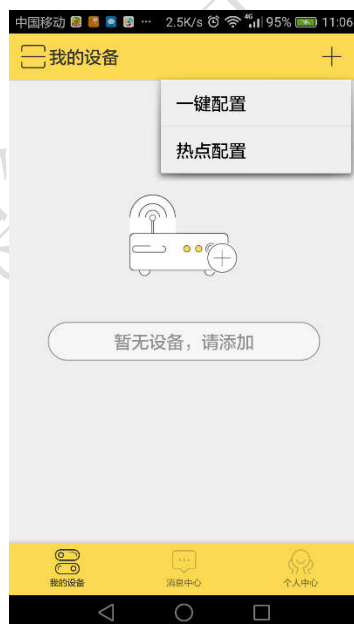 中国移动 ... 2.5K/s 4G 95% 11:06
我的设备
一键配置
热点配置
暂无设备，请添加
我的设备 消息中心 个人中心